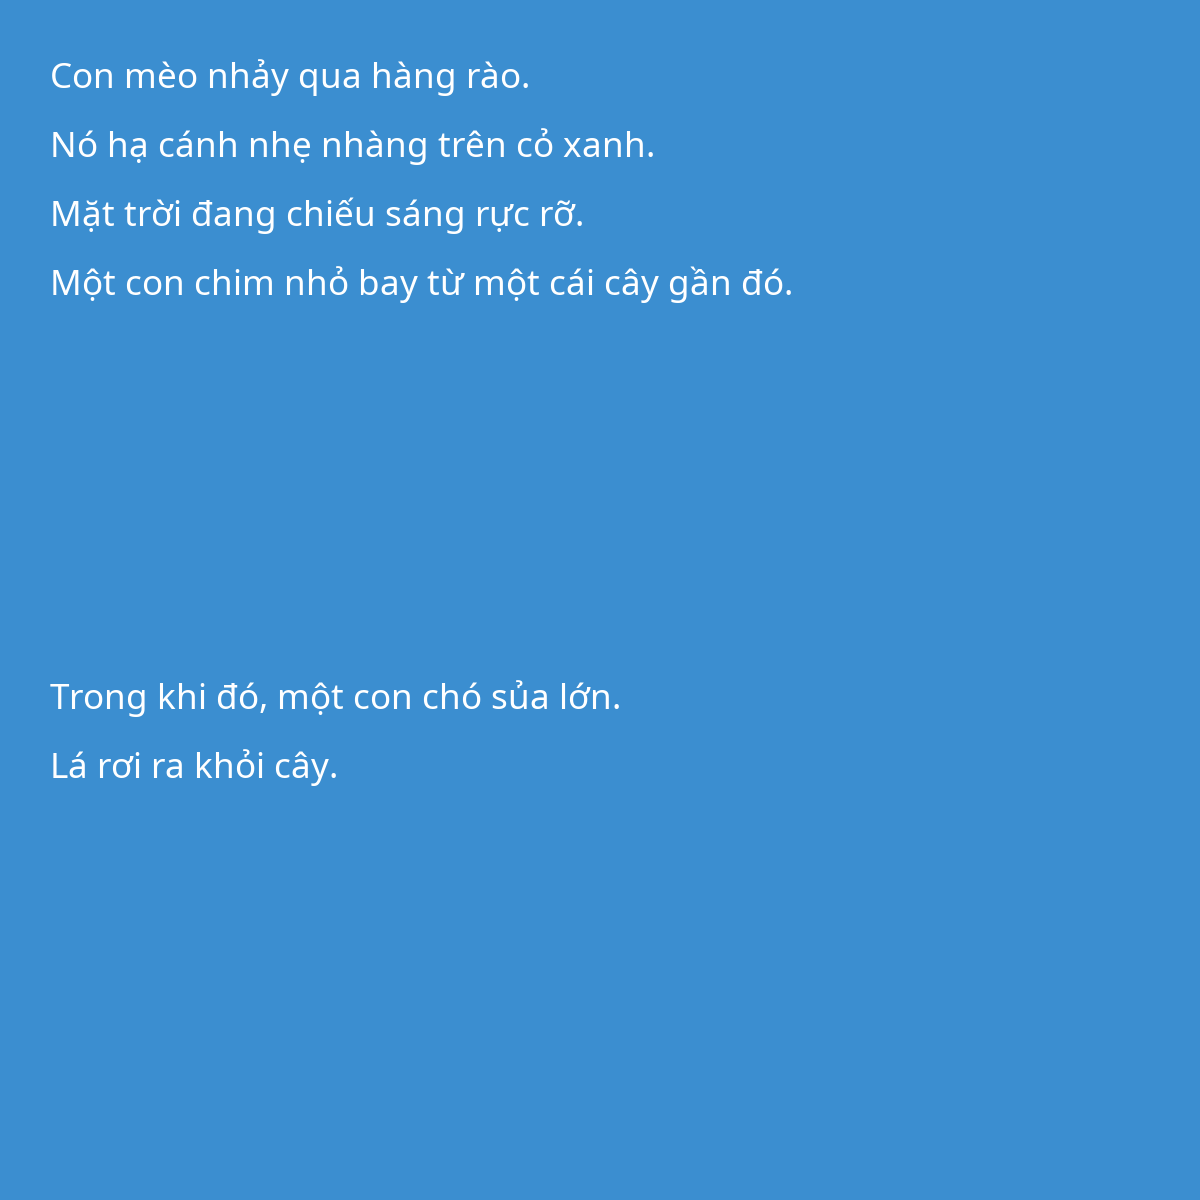 Con mèo nhảy qua hàng rào.
Nó hạ cánh nhẹ nhàng trên cỏ xanh.
Mặt trời đang chiếu sáng rực rỡ.
Một con chim nhỏ bay từ một cái cây gần đó.
Trong khi đó, một con chó sủa lớn.
Lá rơi ra khỏi cây.